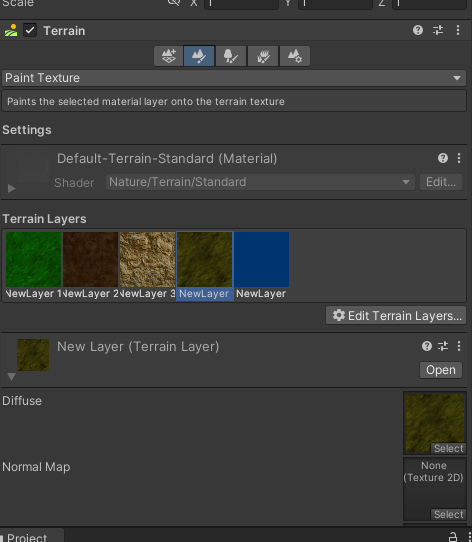 Scale X 1 Y 1 Z 1
Terrain
Paint Texture
Paints the selected material layer onto the terrain texture
Settings
Default-Terrain-Standard (Material)
Shader Nature/Terrain/Standard Edit...
Terrain Layers
NewLayer 1 NewLayer 2 NewLayer 3 NewLayer NewLayer
Edit Terrain Layers...
New Layer (Terrain Layer)
Open
Diffuse
Select
Normal Map
None
(Texture 2D)
Select
Project